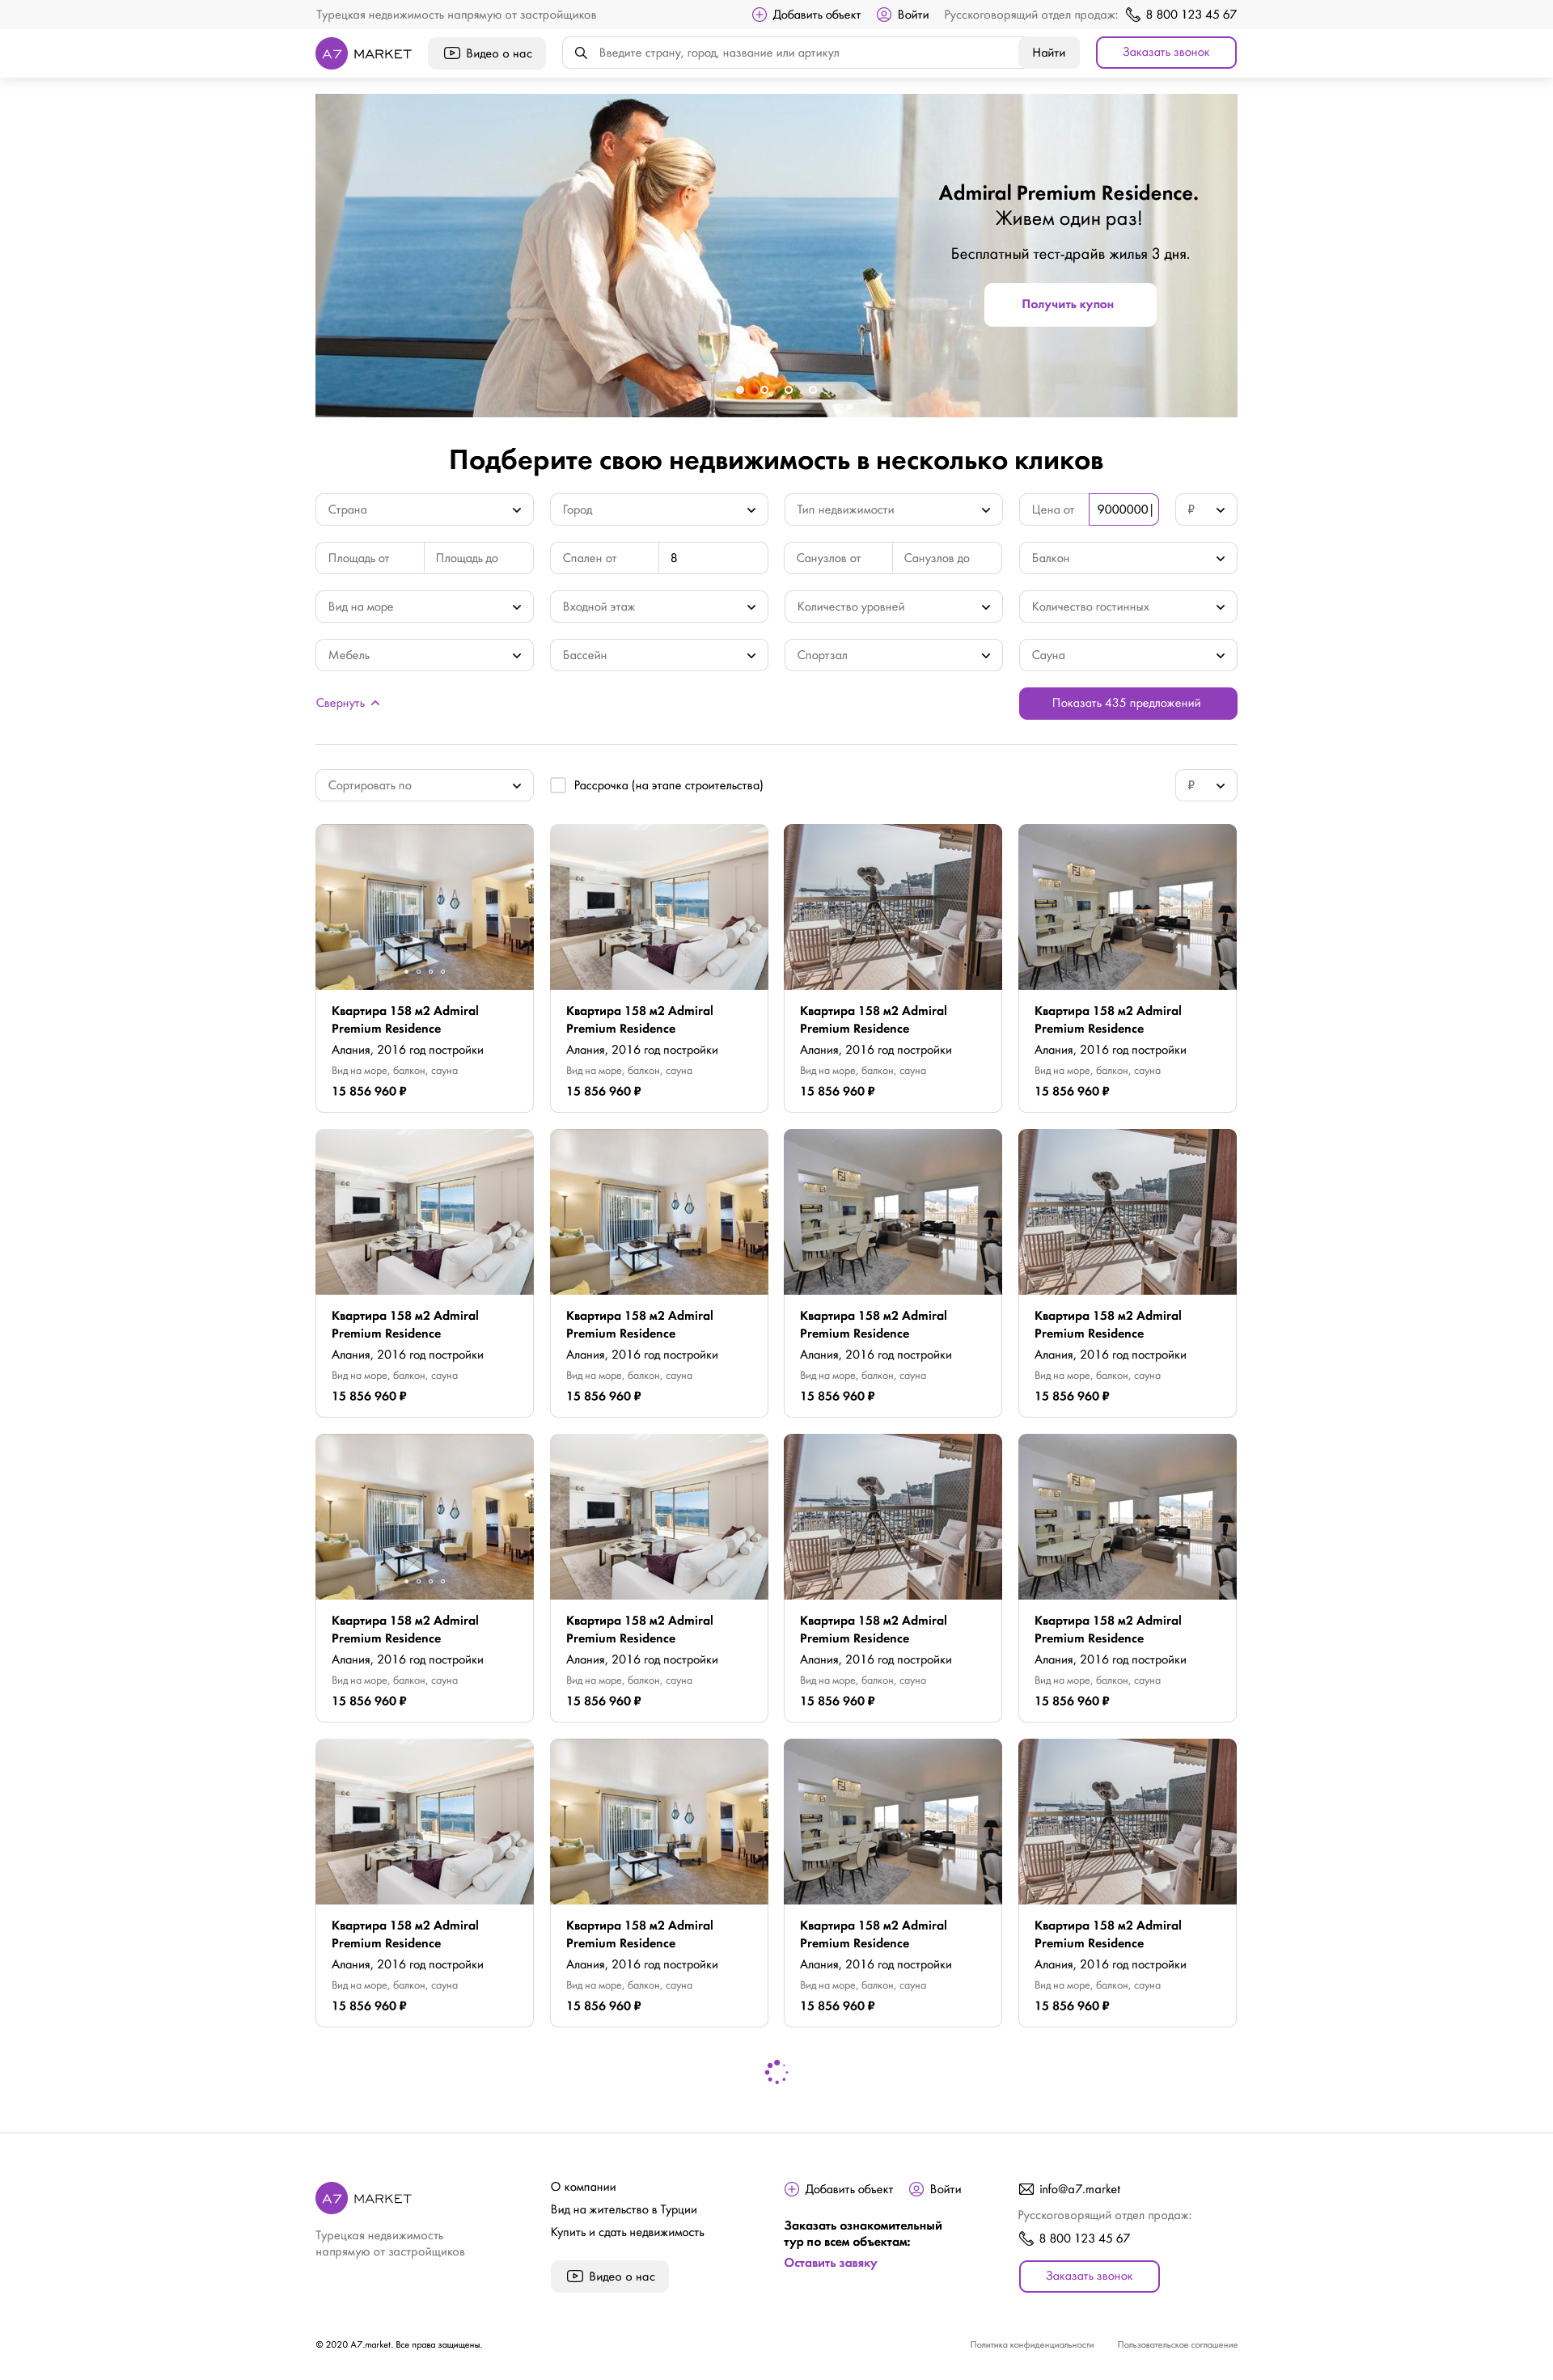 Турецкая недвижимость напрямую от застройщиков
Добавить объект
Войти
Русскоговорящий отдел продаж:
8 800 123 45 67
A7 MARKET
Видео о нас
Введите страну, город, название или артикул
Найти
Заказать звонок
Admiral Premium Residence.
Живем один раз!
Бесплатный тест-драйв жилья 3 дня.
Получить купон
Подберите свою недвижимость в несколько кликов
Страна
Город
Тип недвижимости
Цена от
9000000|
₽
Площадь от
Площадь до
Спален от
8
Санузлов от
Санузлов до
Балкон
Вид на море
Входной этаж
Количество уровней
Количество гостинных
Мебель
Бассейн
Спортзал
Сауна
Свернуть
Показать 435 предложений
Сортировать по
Рассрочка (на этапе строительства)
₽
Квартира 158 м2 Admiral
Premium Residence
Алания, 2016 год постройки
Вид на море, балкон, сауна
15 856 960 ₽
Квартира 158 м2 Admiral
Premium Residence
Алания, 2016 год постройки
Вид на море, балкон, сауна
15 856 960 ₽
Квартира 158 м2 Admiral
Premium Residence
Алания, 2016 год постройки
Вид на море, балкон, сауна
15 856 960 ₽
Квартира 158 м2 Admiral
Premium Residence
Алания, 2016 год постройки
Вид на море, балкон, сауна
15 856 960 ₽
Квартира 158 м2 Admiral
Premium Residence
Алания, 2016 год постройки
Вид на море, балкон, сауна
15 856 960 ₽
Квартира 158 м2 Admiral
Premium Residence
Алания, 2016 год постройки
Вид на море, балкон, сауна
15 856 960 ₽
Квартира 158 м2 Admiral
Premium Residence
Алания, 2016 год постройки
Вид на море, балкон, сауна
15 856 960 ₽
Квартира 158 м2 Admiral
Premium Residence
Алания, 2016 год постройки
Вид на море, балкон, сауна
15 856 960 ₽
Квартира 158 м2 Admiral
Premium Residence
Алания, 2016 год постройки
Вид на море, балкон, сауна
15 856 960 ₽
Квартира 158 м2 Admiral
Premium Residence
Алания, 2016 год постройки
Вид на море, балкон, сауна
15 856 960 ₽
Квартира 158 м2 Admiral
Premium Residence
Алания, 2016 год постройки
Вид на море, балкон, сауна
15 856 960 ₽
Квартира 158 м2 Admiral
Premium Residence
Алания, 2016 год постройки
Вид на море, балкон, сауна
15 856 960 ₽
Квартира 158 м2 Admiral
Premium Residence
Алания, 2016 год постройки
Вид на море, балкон, сауна
15 856 960 ₽
Квартира 158 м2 Admiral
Premium Residence
Алания, 2016 год постройки
Вид на море, балкон, сауна
15 856 960 ₽
Квартира 158 м2 Admiral
Premium Residence
Алания, 2016 год постройки
Вид на море, балкон, сауна
15 856 960 ₽
Квартира 158 м2 Admiral
Premium Residence
Алания, 2016 год постройки
Вид на море, балкон, сауна
15 856 960 ₽
A7 MARKET
Турецкая недвижимость
напрямую от застройщиков
О компании
Вид на жительство в Турции
Купить и сдать недвижимость
Видео о нас
Добавить объект
Войти
Заказать ознакомительный
тур по всем объектам:
Оставить завяку
info@a7.market
Русскоговорящий отдел продаж:
8 800 123 45 67
Заказать звонок
© 2020 A7.market. Все права защищены.
Политика конфиденциальности
Пользовательское соглашение